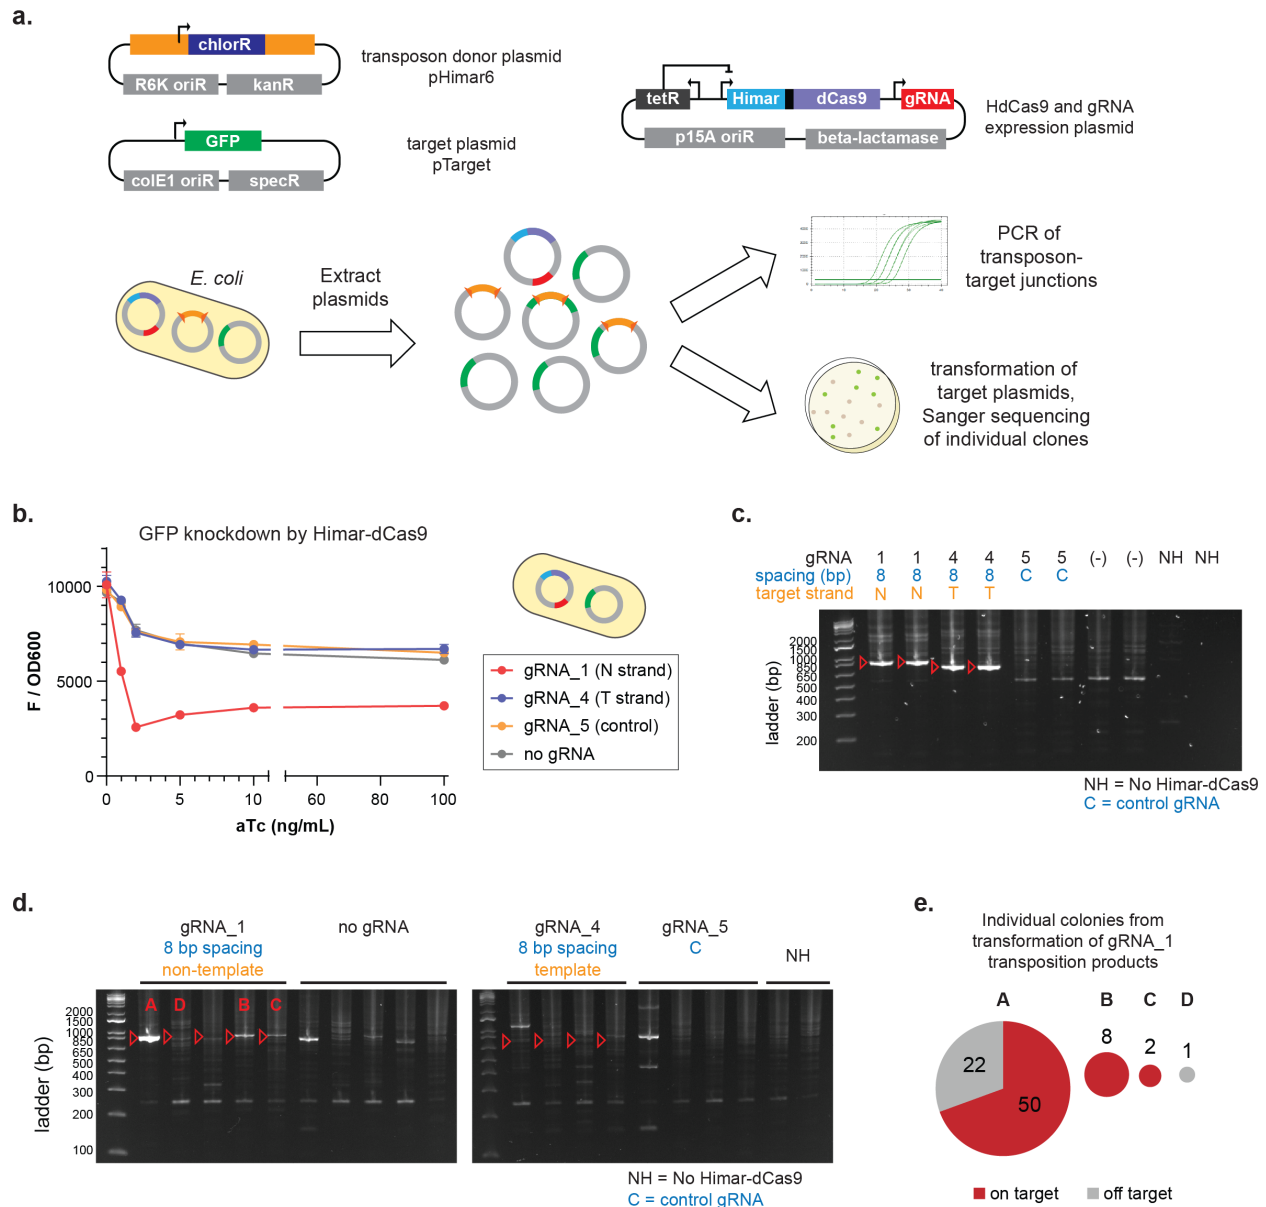 a.
chlorR
R6K oriR
kanR
transposon donor plasmid
pHimar6
GFP
colE1 oriR
specR
target plasmid
pTarget
tetR
Himar
dCas9
gRNA
p15A oriR
beta-lactamase
HdCas9 and gRNA
expression plasmid
E. coli
Extract
plasmids
PCR of
transposon-
target junctions
transformation of
target plasmids,
Sanger sequencing
of individual clones
b.
GFP knockdown by Himar-dCas9
F / OD600
10000
5000
0
0
5
10
60
80
100
aTc (ng/mL)
gRNA_1 (N strand)
gRNA_4 (T strand)
gRNA_5 (control)
no gRNA
c.
gRNA 1 1 4 4 5 5 (-) (-) NH NH
spacing (bp) 8 8 8 8 C C
target strand N N T T
ladder (bp)
2000
1500
1000
850
650
500
400
300
200
NH = No Himar-dCas9
C = control gRNA
d.
gRNA_1
8 bp spacing
non-template
no gRNA
A D B C
ladder (bp)
2000
1500
1000
850
650
500
400
300
200
100
gRNA_4
8 bp spacing
template
gRNA_5
C
NH
NH = No Himar-dCas9
C = control gRNA
e.
Individual colonies from
transformation of gRNA_1
transposition products
A B C D
22
50
8
2
1
on target
off target